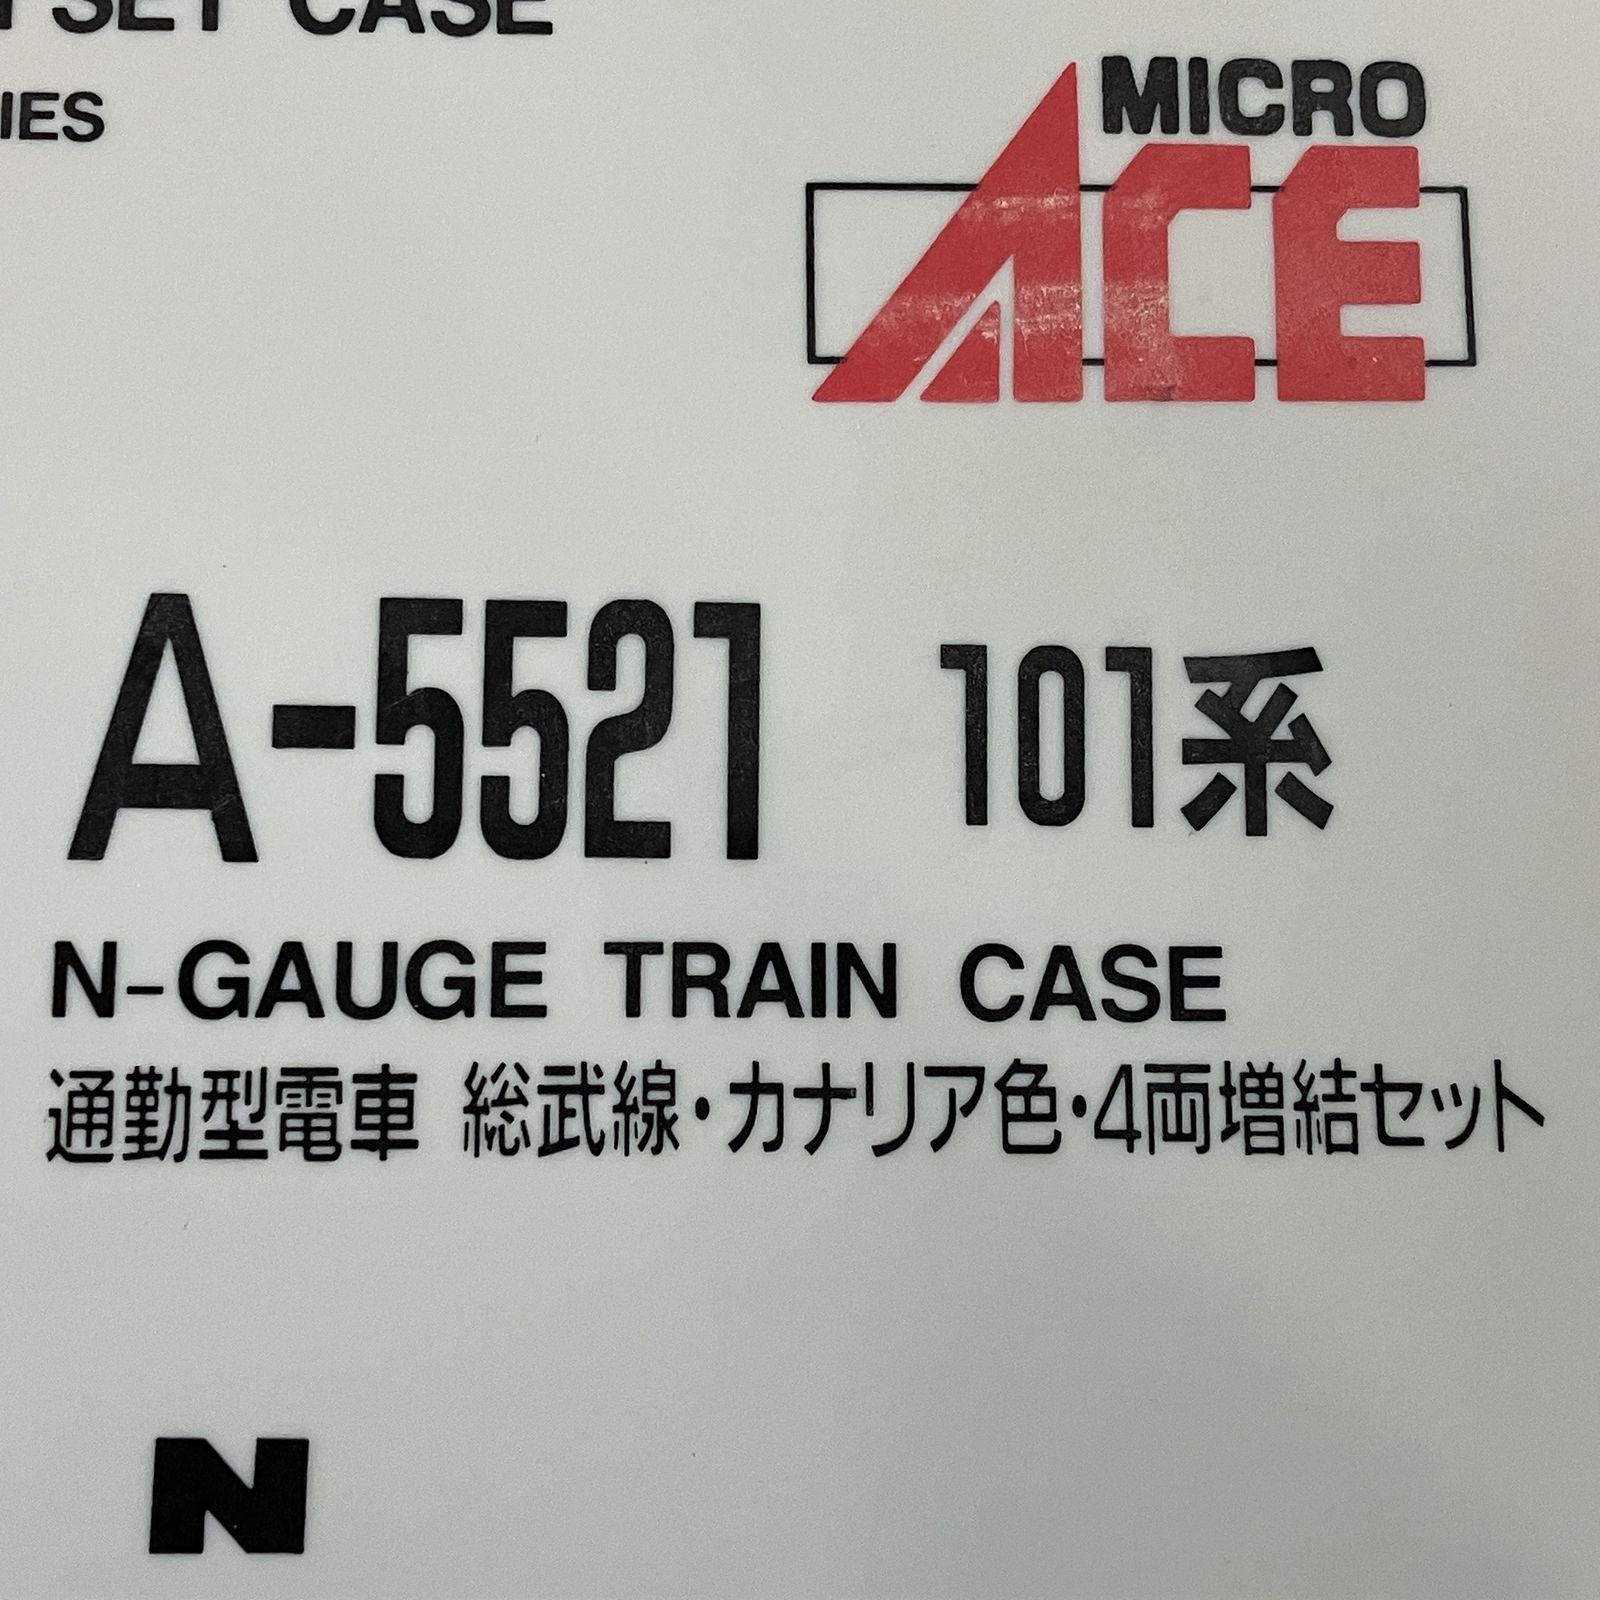 SET CASE
IES
MICRO
ACE
A-5521 101系
N-GAUGE TRAIN CASE
通勤型電車 総武線・カナリア色・4両増結セット
N